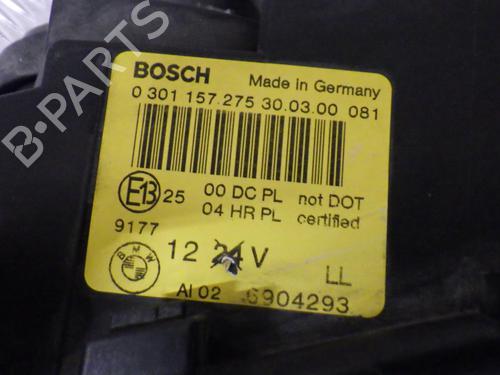 BOSCH Made in Germany
0 301 157.275 30.03.00 081
E13 25 00 DC PL not DOT
04 HR PL certified
9177
12 24 V LL
BMW
AI 02 6904293
B-PARTS